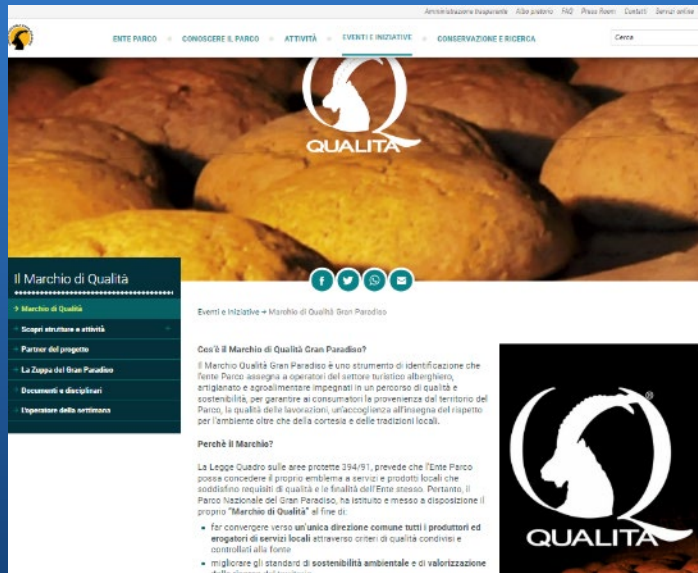 Amministrazione trasparente Albo pretorio FAQ Press Room Contatti Servizi online
ENTE PARCO CONOSCERE IL PARCO ATTIVITÀ EVENTI E INIZIATIVE CONSERVAZIONE E RICERCA Cerca
QUALITÀ
Il Marchio di Qualità
Marchio di Qualità
Scopri strutture e attività
Partner del progetto
La Zuppa del Gran Paradiso
Documenti e disciplinari
L'operatore della settimana
Eventi e Iniziative → Marchio di Qualità Gran Paradiso
Cos'è il Marchio di Qualità Gran Paradiso?
Il Marchio Qualità Gran Paradiso è uno strumento di identificazione che
l'ente Parco assegna a operatori del settore turistico alberghiero,
artigianato e agroalimentare impegnati in un percorso di qualità e
sostenibilità, per garantire ai consumatori la provenienza dal territorio del
Parco, la qualità delle lavorazioni, un'accoglienza all'insegna del rispetto
per l'ambiente oltre che della cortesia e delle tradizioni locali.
Perchè il Marchio?
La Legge Quadro sulle aree protette 394/91, prevede che l'Ente Parco
possa concedere il proprio emblema a servizi e prodotti locali che
soddisfino requisiti di qualità e le finalità dell'Ente stesso. Pertanto, il
Parco Nazionale del Gran Paradiso, ha istituito e messo a disposizione il
proprio "Marchio di Qualità" al fine di:
far convergere verso un'unica direzione comune tutti i produttori ed
erogatori di servizi locali attraverso criteri di qualità condivisi e
controllati alla fonte
migliorare gli standard di sostenibilità ambientale e di valorizzazione
QUALITÀ